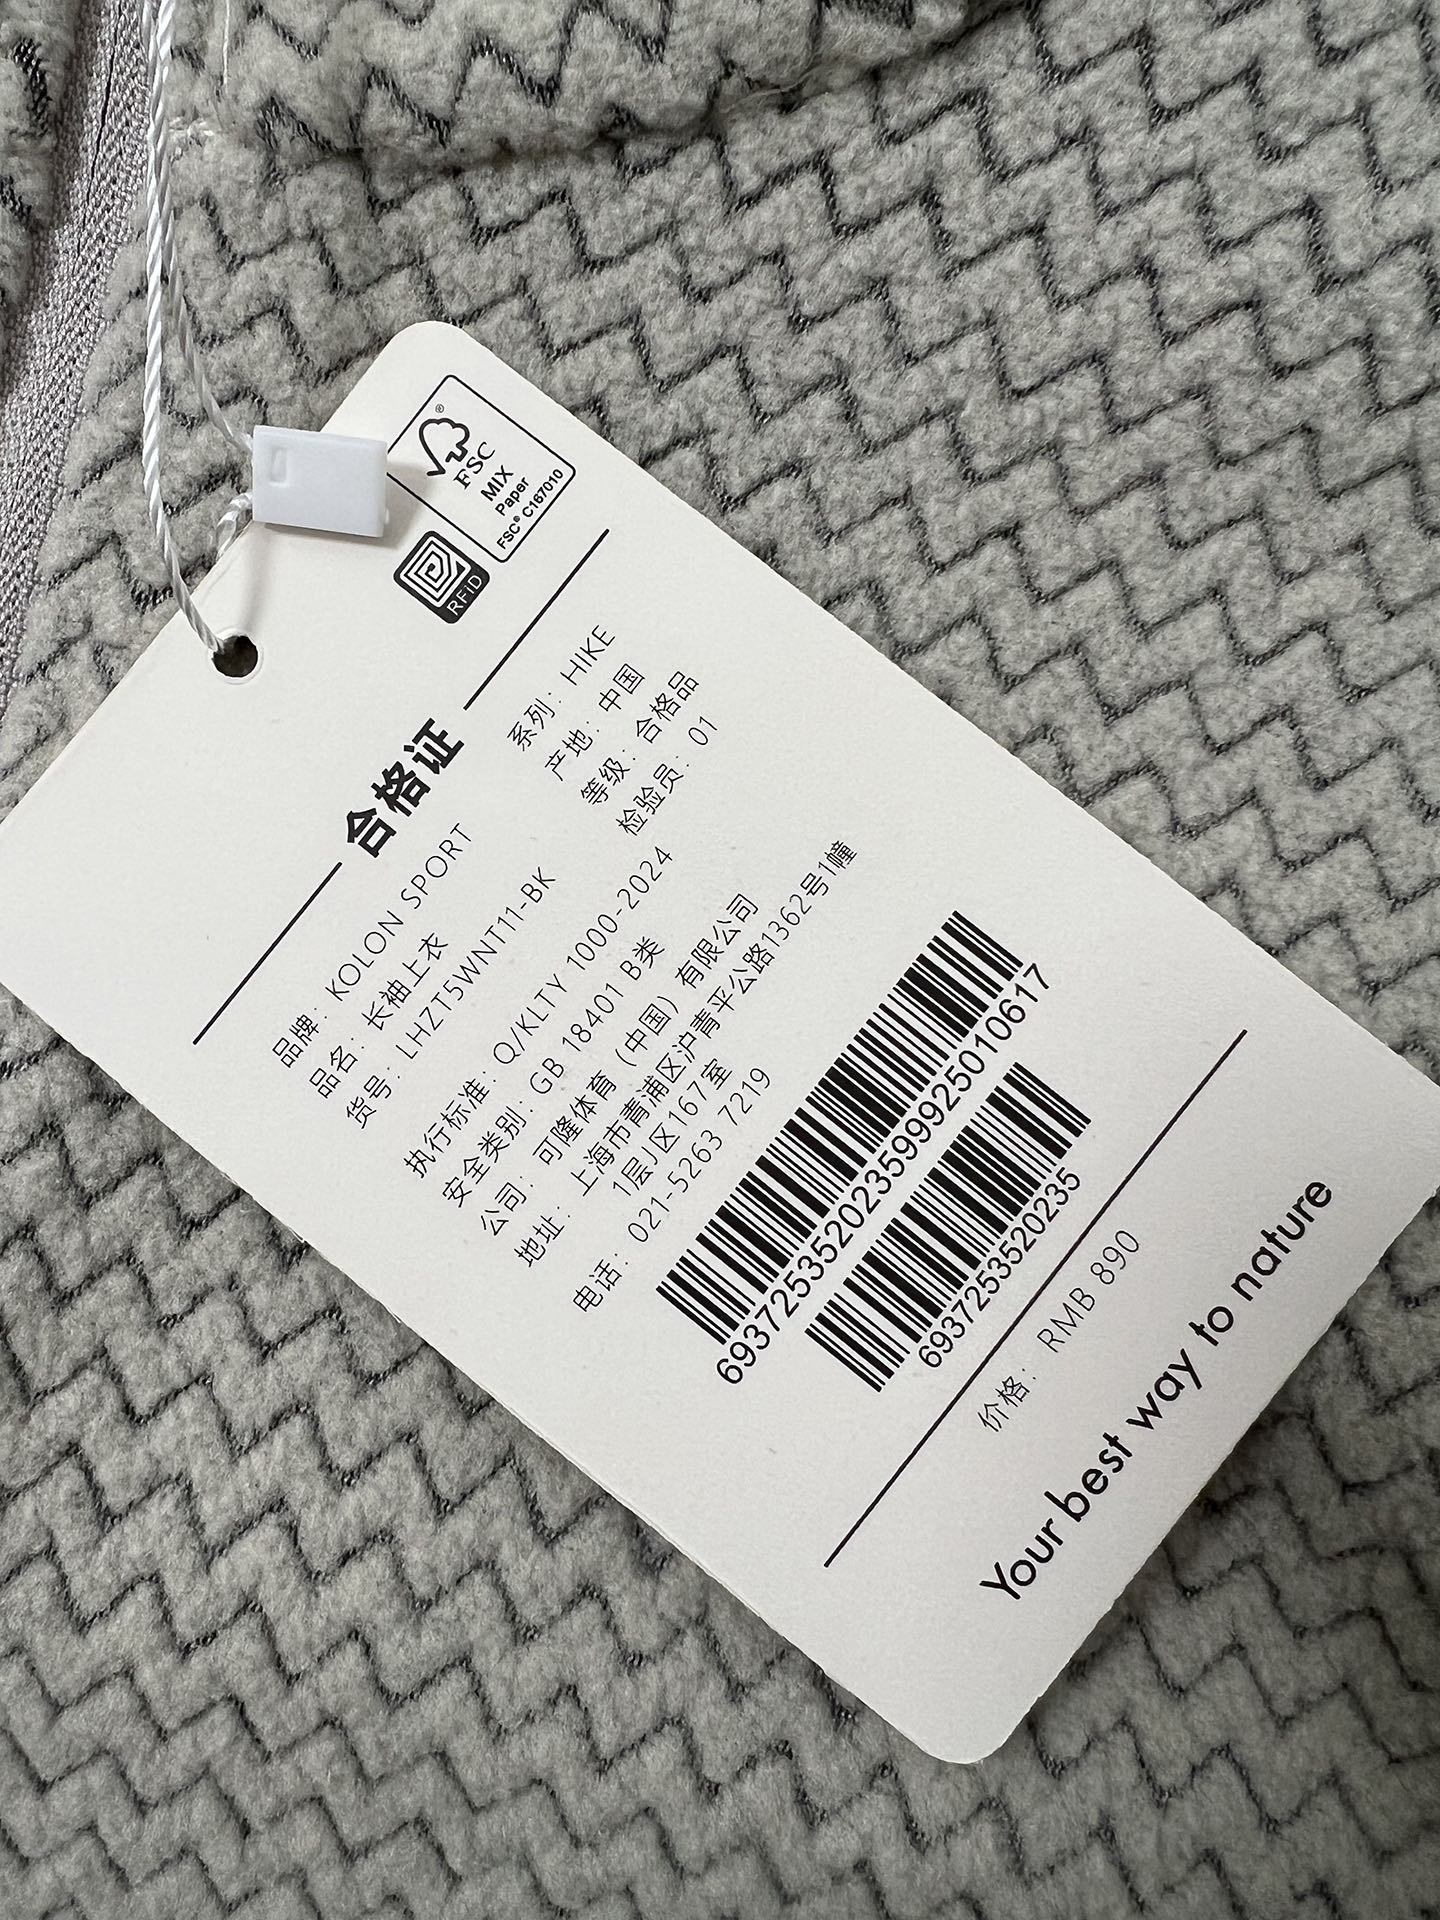 FSC®
MIX
Paper
FSC® C167010
RFiD
合格证
品牌：KOLON SPORT
系列：HIKE
品名：长袖上衣
产地：中国
货号：LHZT5WNT11-BK
等级：合格品
检验员：01
执行标准：Q/KLTY 1000-2024
安全类别：GB 18401 B类
公司：可隆体育（中国）有限公司
地址：上海市青浦区沪青平公路1362号1幢
1层J区167室
电话：021-5263 7219
69372535202359992501061​7
6937253520235
价格：RMB 890
Your best way to nature